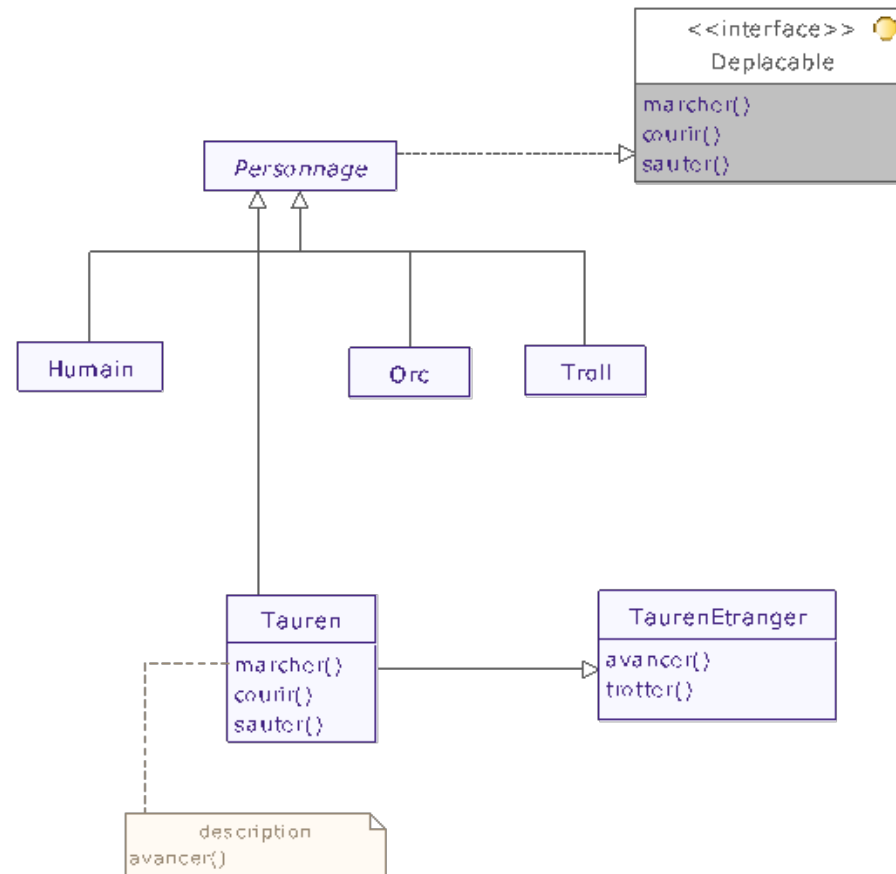 <<interface>>
Deplacable
marcher()
courir()
sauter()
Personnage
Humain
Orc
Troll
Tauren
marcher()
courir()
sauter()
TaurenEtranger
avancer()
trotter()
description
avancer()